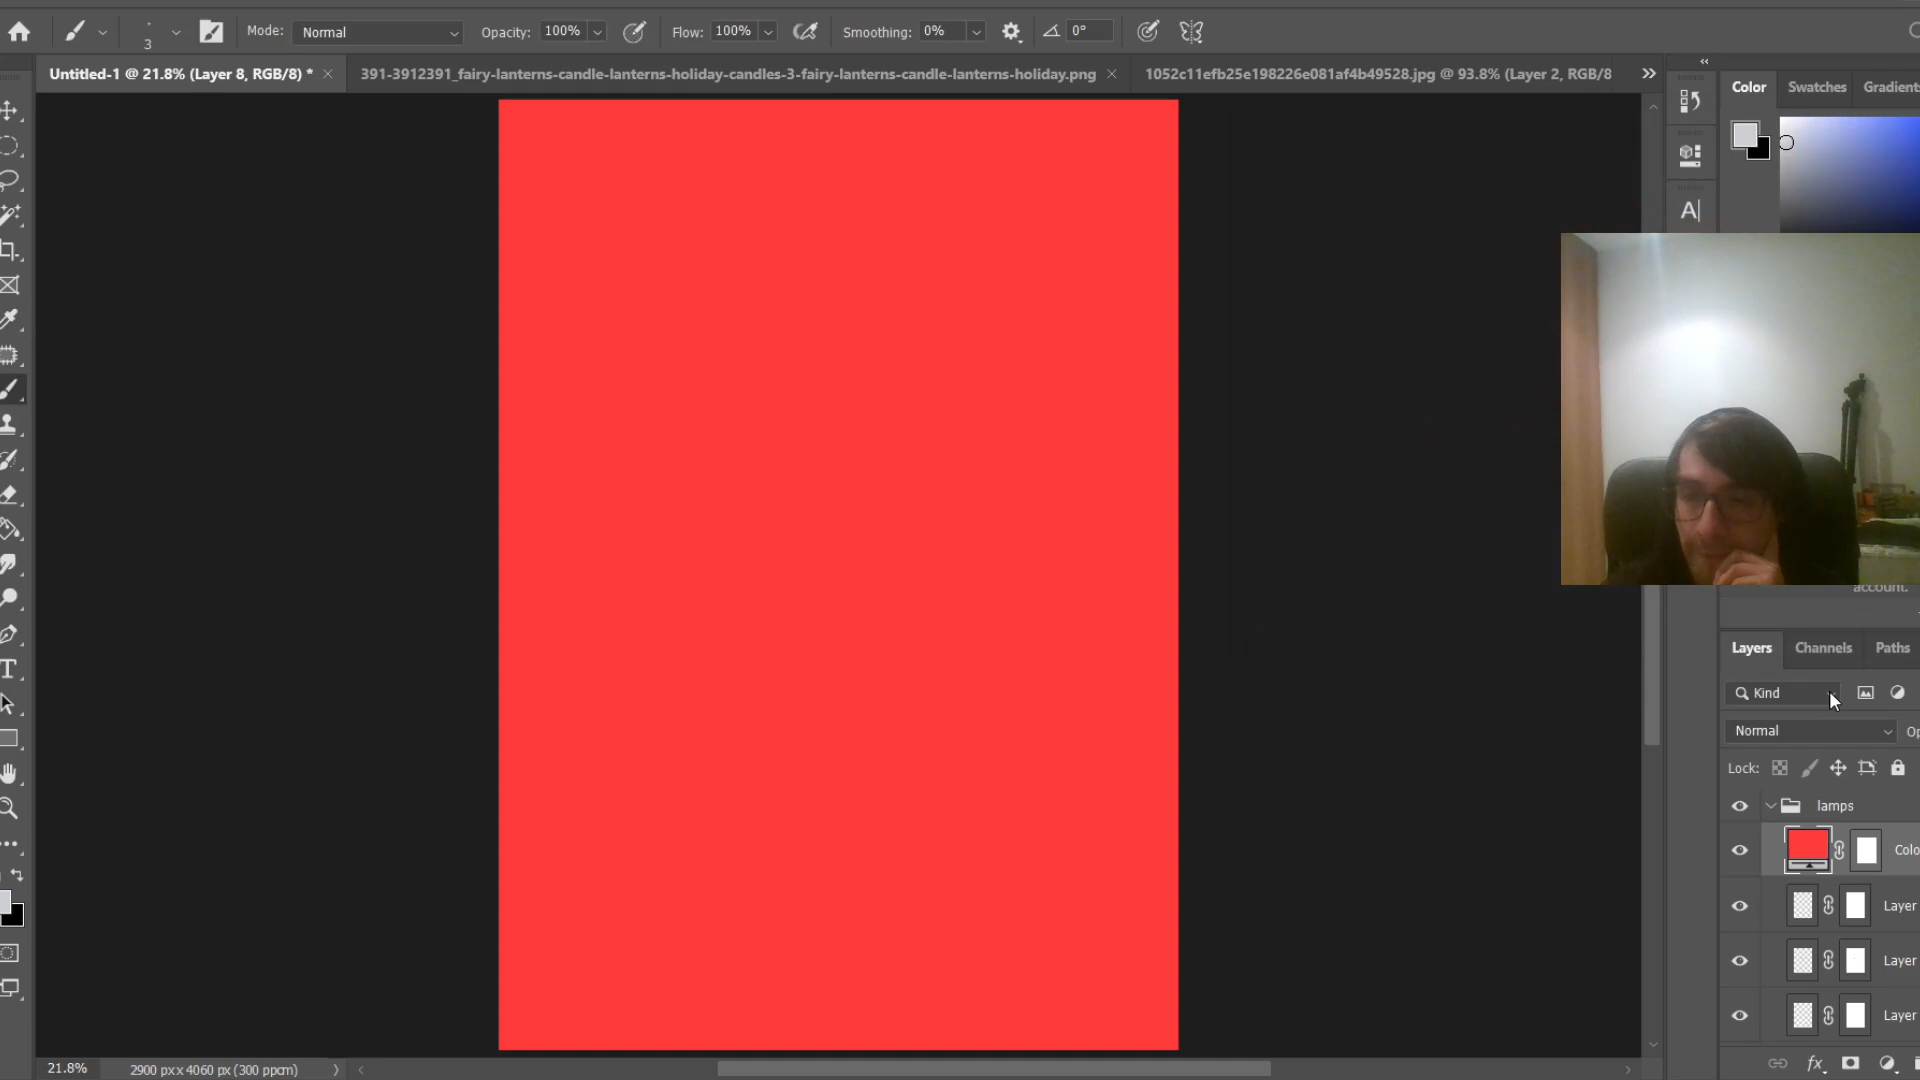 3
Mode: Normal
Opacity: 100%
Flow: 100%
Smoothing: 0%
0°
Untitled-1 @ 21.8% (Layer 8, RGB/8) *
391-3912391_fairy-lanterns-candle-lanterns-holiday-candles-3-fairy-lanterns-candle-lanterns-holiday.png
1052c11efb25e198226e081af4b49528.jpg @ 93.8% (Layer 2, RGB/8
Color
Swatches
Gradient
A
account.
Layers
Channels
Paths
Kind
Normal
Op
Lock:
lamps
Colo
Layer
Layer
Layer
fx
21.8%
2900 px x 4060 px (300 ppcm)